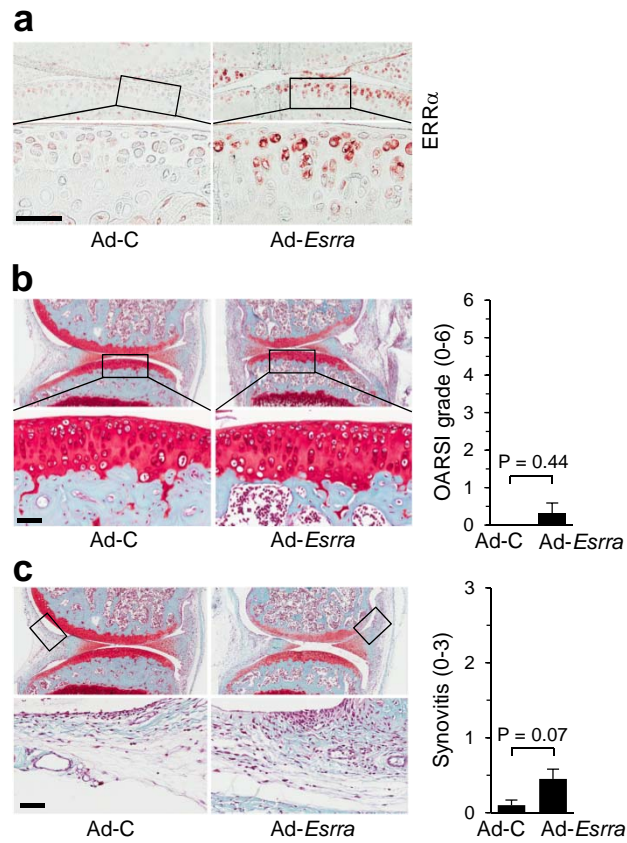 a
ERRα
Ad-C
Ad-Esrra
b
OARSI grade (0-6)
6
5
4
3
2
1
0
P = 0.44
Ad-C
Ad-Esrra
Ad-C
Ad-Esrra
c
Synovitis (0-3)
3
2
1
0
P = 0.07
Ad-C
Ad-Esrra
Ad-C
Ad-Esrra